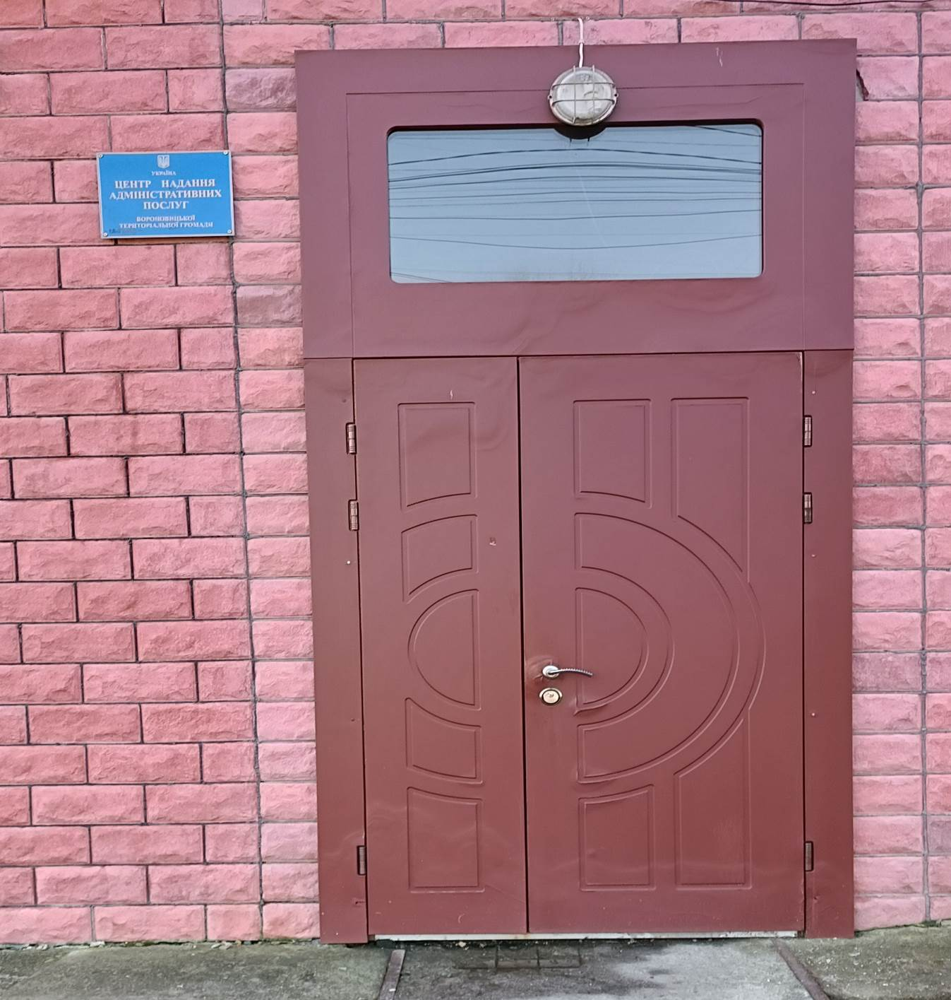 УКРАЇНА
ЦЕНТР НАДАННЯ
АДМІНІСТРАТИВНИХ
ПОСЛУГ
ВОРОНОВИЦЬКОЇ
ТЕРИТОРІАЛЬНОЇ ГРОМАДИ